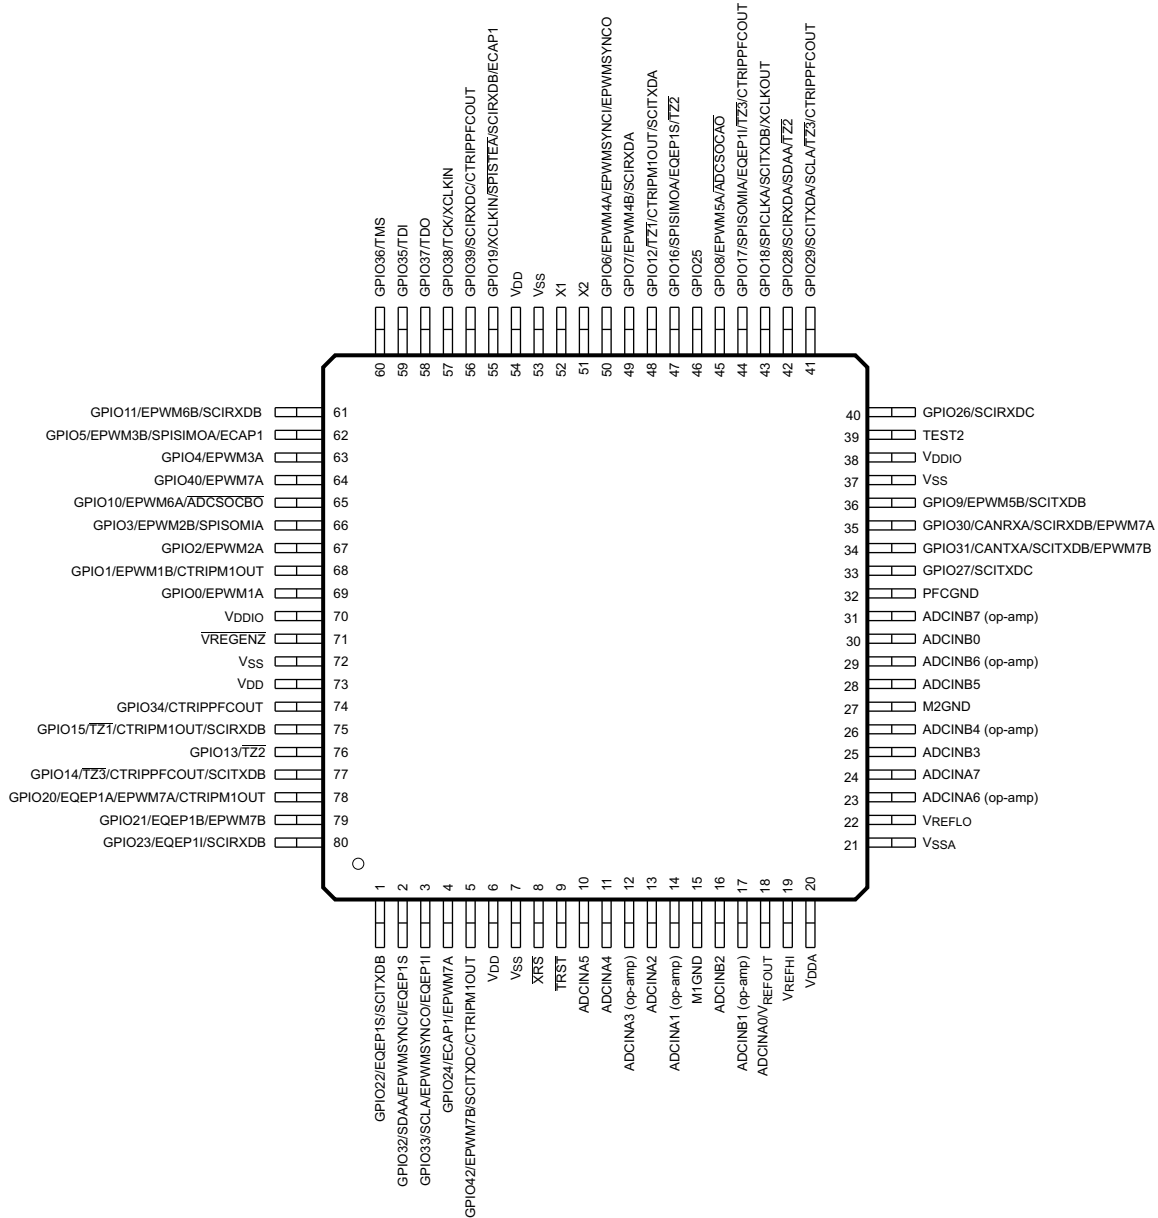 GPIO36/TMS
GPIO35/TDI
GPIO37/TDO
GPIO38/TCK/XCLKIN
GPIO39/SCIRXDC/CTRIPPFCOUT
GPIO19/XCLKIN/SPISTEA/SCIRXDB/ECAP1
VDD
VSS
X1
X2
GPIO6/EPWM4A/EPWMSYNCI/EPWMSYNCO
GPIO7/EPWM4B/SCIRXDA
GPIO12/TZ1/CTRIPM1OUT/SCITXDA
GPIO16/SPISIMOA/EQEP1S/TZ2
GPIO25
GPIO8/EPWM5A/ADCSOCAO
GPIO17/SPISOMIA/EQEP1I/TZ3/CTRIPPFCOUT
GPIO18/SPICLKA/SCITXDB/XCLKOUT
GPIO28/SCIRXDA/SDAA/TZ2
GPIO29/SCITXDA/SCLA/TZ3/CTRIPPFCOUT
60
59
58
57
56
55
54
53
52
51
50
49
48
47
46
45
44
43
42
41
GPIO11/EPWM6B/SCIRXDB 61
GPIO5/EPWM3B/SPISIMOA/ECAP1 62
GPIO4/EPWM3A 63
GPIO40/EPWM7A 64
GPIO10/EPWM6A/ADCSOCBO 65
GPIO3/EPWM2B/SPISOMIA 66
GPIO2/EPWM2A 67
GPIO1/EPWM1B/CTRIPM1OUT 68
GPIO0/EPWM1A 69
VDDIO 70
VREGENZ 71
VSS 72
VDD 73
GPIO34/CTRIPPFCOUT 74
GPIO15/TZ1/CTRIPM1OUT/SCIRXDB 75
GPIO13/TZ2 76
GPIO14/TZ3/CTRIPPFCOUT/SCITXDB 77
GPIO20/EQEP1A/EPWM7A/CTRIPM1OUT 78
GPIO21/EQEP1B/EPWM7B 79
GPIO23/EQEP1I/SCIRXDB 80
40 GPIO26/SCIRXDC
39 TEST2
38 VDDIO
37 VSS
36 GPIO9/EPWM5B/SCITXDB
35 GPIO30/CANRXA/SCIRXDB/EPWM7A
34 GPIO31/CANTXA/SCITXDB/EPWM7B
33 GPIO27/SCITXDC
32 PFCGND
31 ADCINB7 (op-amp)
30 ADCINB0
29 ADCINB6 (op-amp)
28 ADCINB5
27 M2GND
26 ADCINB4 (op-amp)
25 ADCINB3
24 ADCINA7
23 ADCINA6 (op-amp)
22 VREFLO
21 VSSA
1
2
3
4
5
6
7
8
9
10
11
12
13
14
15
16
17
18
19
20
GPIO22/EQEP1S/SCITXDB
GPIO32/SDAA/EPWMSYNCI/EQEP1S
GPIO33/SCLA/EPWMSYNCO/EQEP1I
GPIO24/ECAP1/EPWM7A
GPIO42/EPWM7B/SCITXDC/CTRIPM1OUT
VDD
VSS
XRS
TRST
ADCINA5
ADCINA4
ADCINA3 (op-amp)
ADCINA2
ADCINA1 (op-amp)
M1GND
ADCINB2
ADCINB1 (op-amp)
ADCINA0/VREFOUT
VREFHI
VDDA